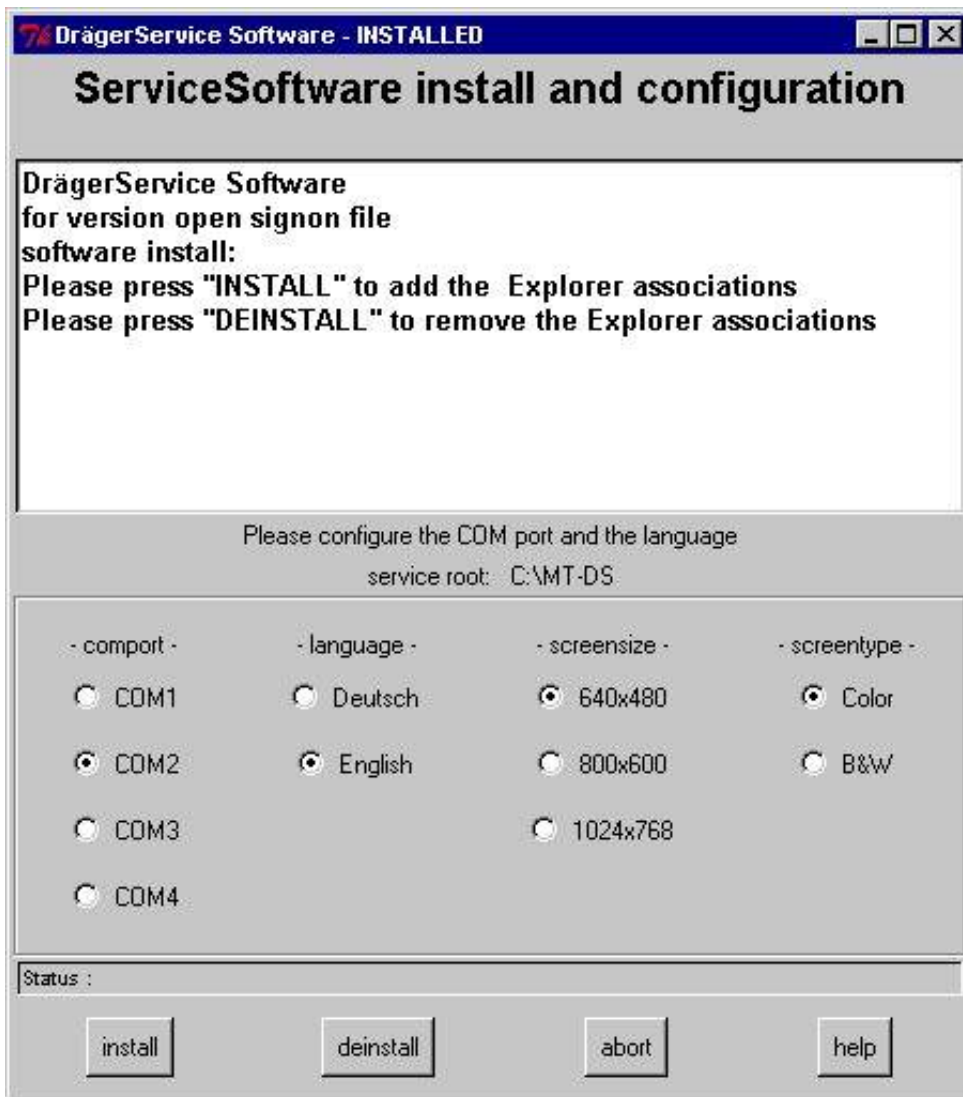 DrägerService Software - INSTALLED
ServiceSoftware install and configuration
DrägerService Software
for version open signon file
software install:
Please press "INSTALL" to add the  Explorer associations
Please press "DEINSTALL" to remove the Explorer associations
Please configure the COM port and the language
service root:   C:\MT-DS
- comport - - language - - screensize - - screentype -
COM1 Deutsch 640x480 Color
COM2 English 800x600 B&W
COM3 1024x768
COM4
Status :
install deinstall abort help